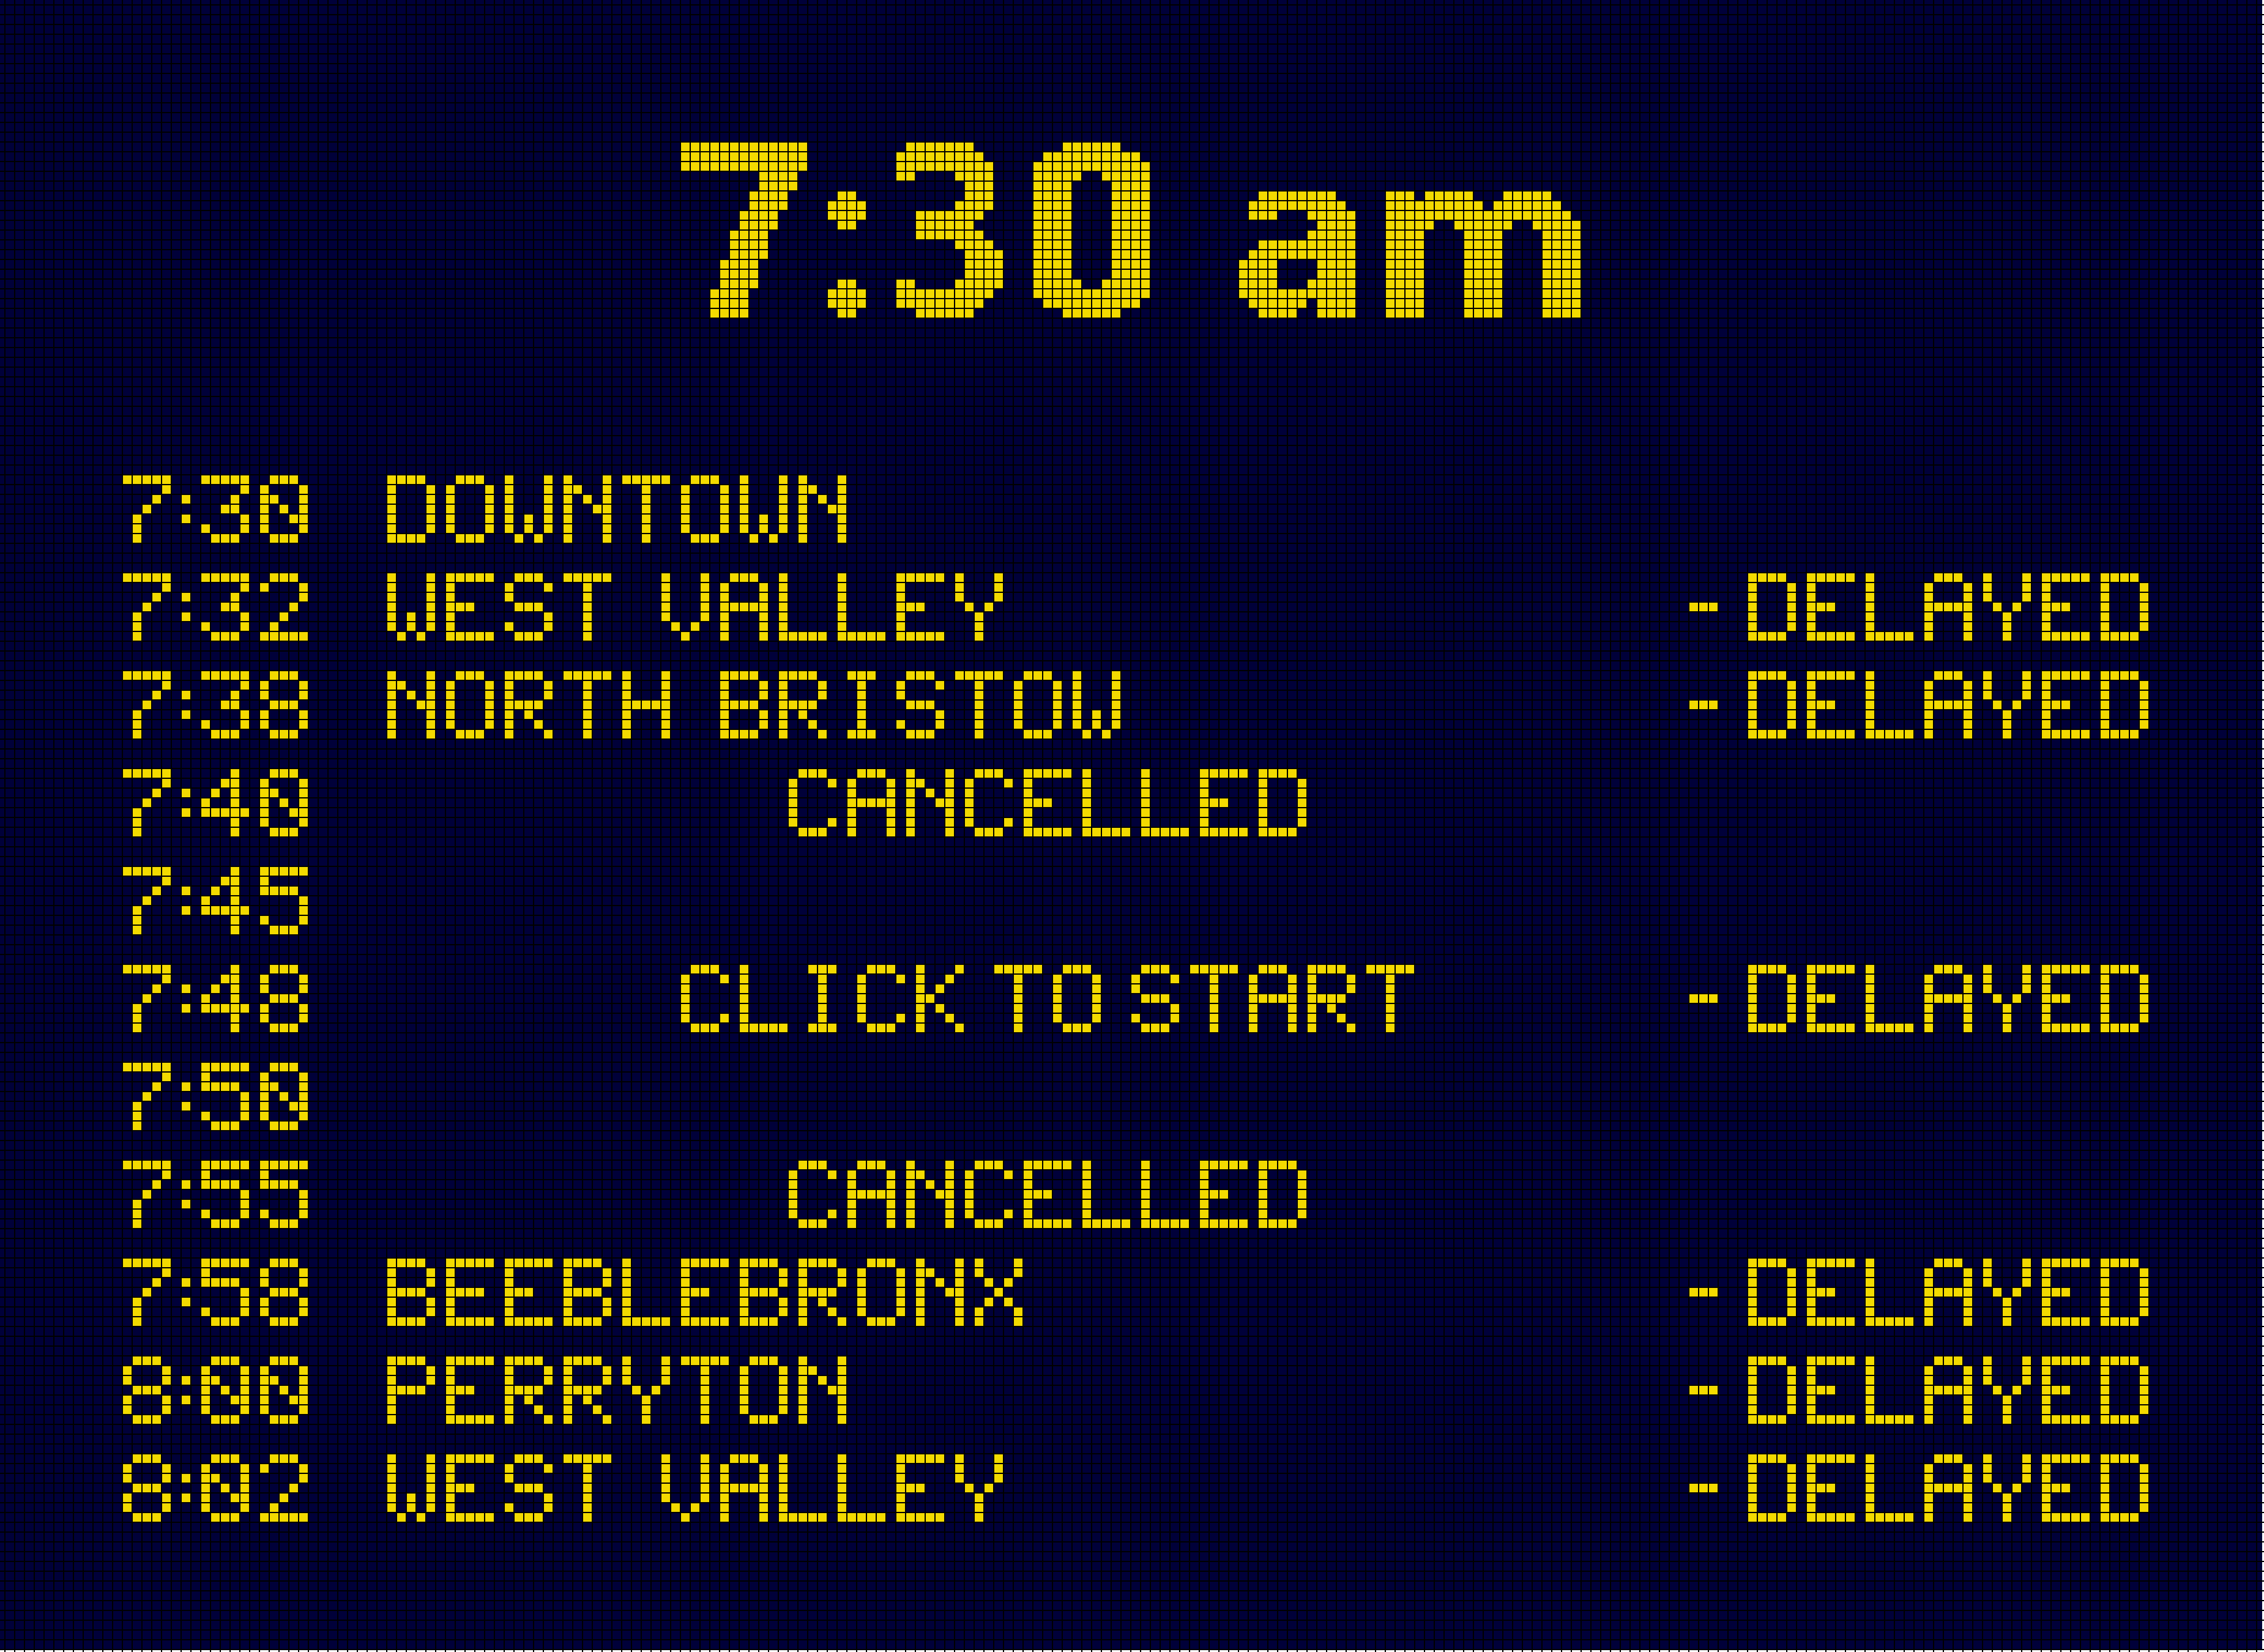 7:30 am
7:30 DOWNTOWN
7:32 WEST VALLEY - DELAYED
7:38 NORTH BRISTOW - DELAYED
7:40 CANCELLED
7:45
7:48 CLICK TO START - DELAYED
7:50
7:55 CANCELLED
7:58 BEEBLEBRONX - DELAYED
8:00 PERRYTON - DELAYED
8:02 WEST VALLEY - DELAYED